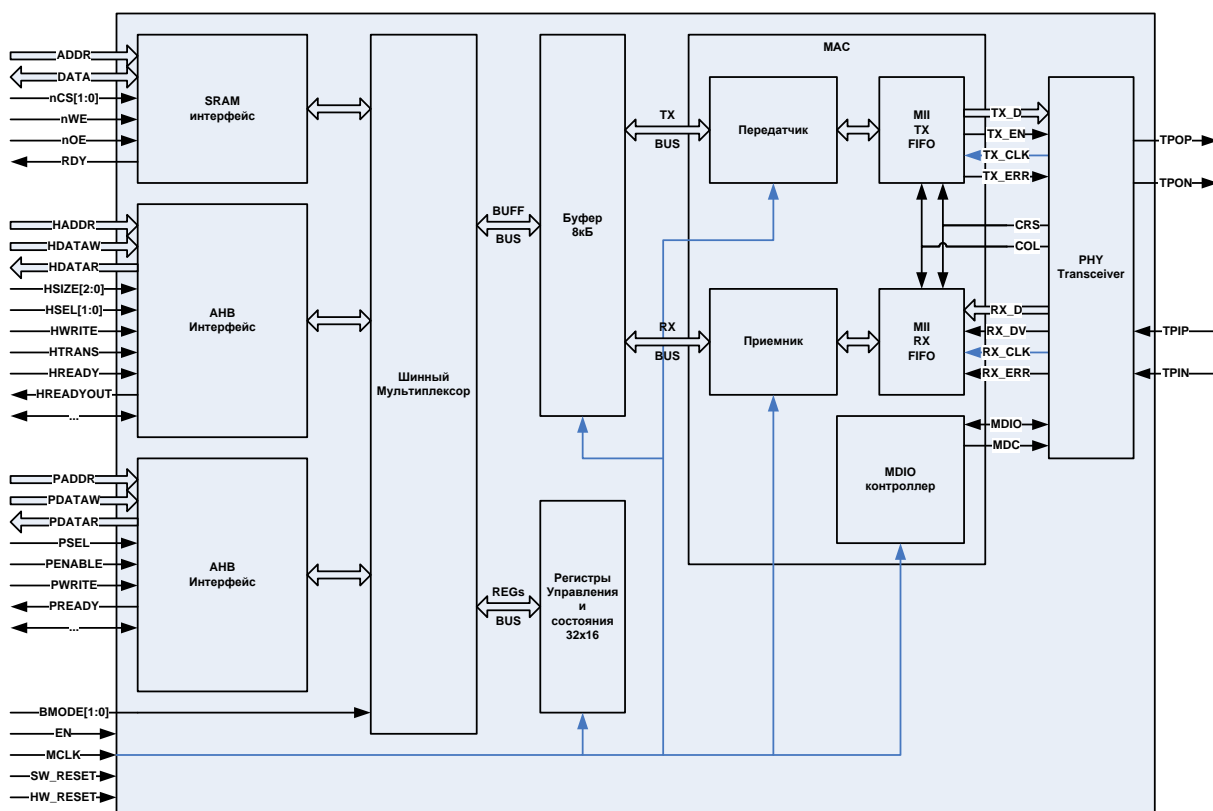 ADDR
DATA
nCS[1:0]
nWE
nOE
RDY
SRAM
интерфейс
HADDR
HDATAW
HDATAR
HSIZE[2:0]
HSEL[1:0]
HWRITE
HTRANS
HREADY
HREADYOUT
...
AHB
Интерфейс
PADDR
PDATAW
PDATAR
PSEL
PENABLE
PWRITE
PREADY
...
AHB
Интерфейс
BMODE[1:0]
EN
MCLK
SW_RESET
HW_RESET
Шинный
Мультиплексор
BUFF
BUS
REGs
BUS
Буфер
8кБ
Регистры
Управления
и
состояния
32x16
TX
BUS
RX
BUS
MAC
Передатчик
MII
TX
FIFO
Приемник
MII
RX
FIFO
MDIO
контроллер
TX_D
TX_EN
TX_CLK
TX_ERR
CRS
COL
RX_D
RX_DV
RX_CLK
RX_ERR
MDIO
MDC
PHY
Transceiver
TPOP
TPON
TPIP
TPIN